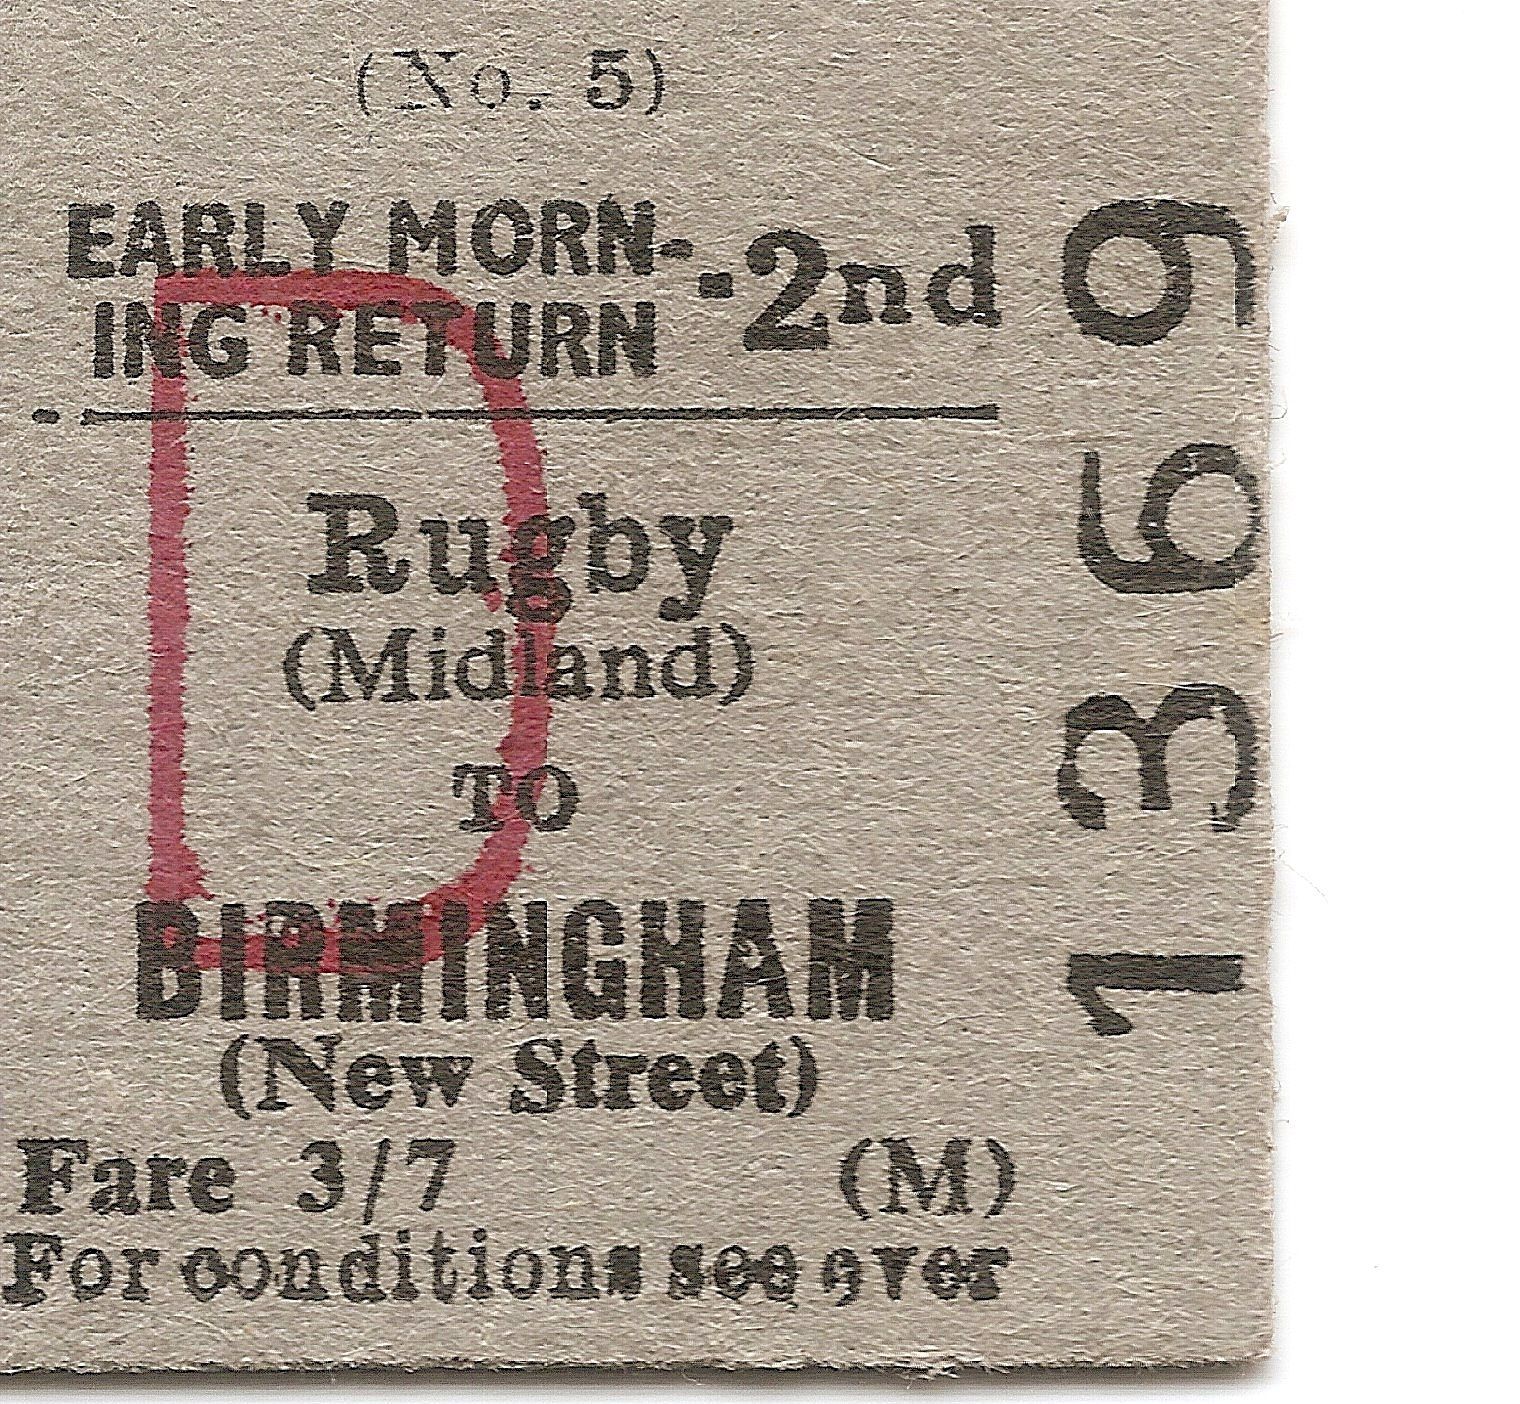 (No. 5)
EARLY MORN-
ING RETURN
2nd
D
Rugby
(Midland)
TO
BIRMINGHAM
(New Street)
Fare 3/7 (M)
For conditions see over
1369